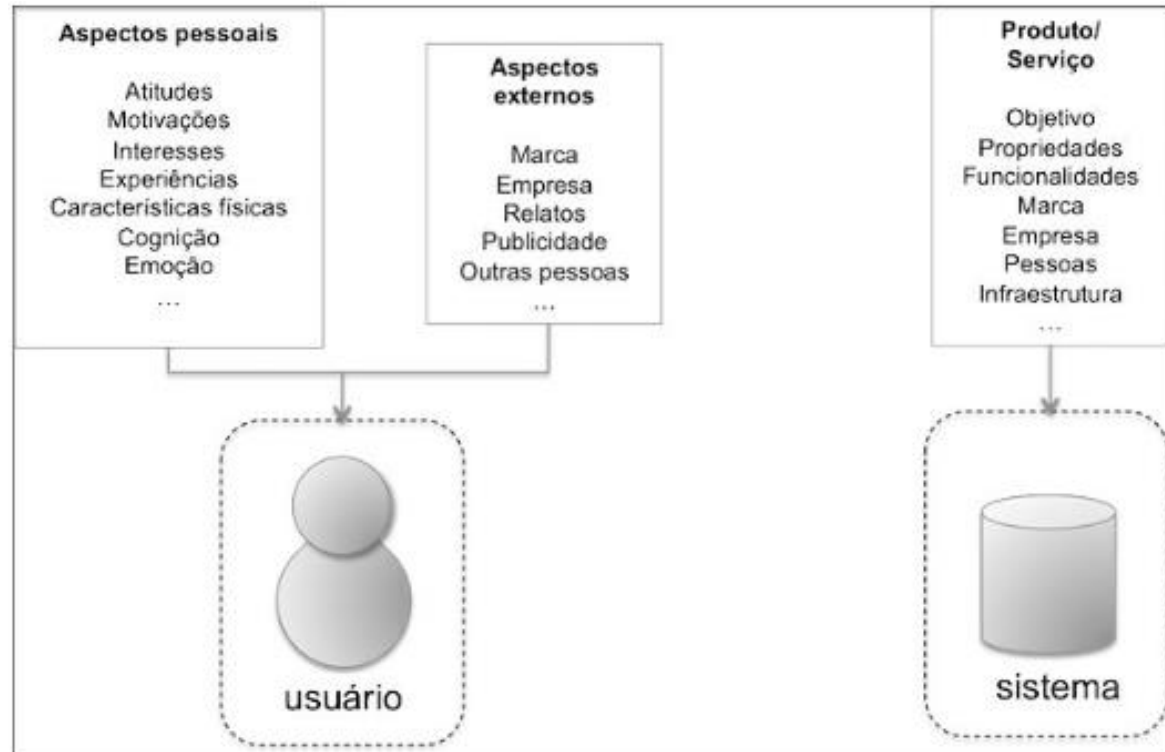 Aspectos pessoais
Atitudes
Motivações
Interesses
Experiências
Características físicas
Cognição
Emoção
...
Aspectos
externos
Marca
Empresa
Relatos
Publicidade
Outras pessoas
...
Produto/
Serviço
Objetivo
Propriedades
Funcionalidades
Marca
Empresa
Pessoas
Infraestrutura
...
usuário
sistema